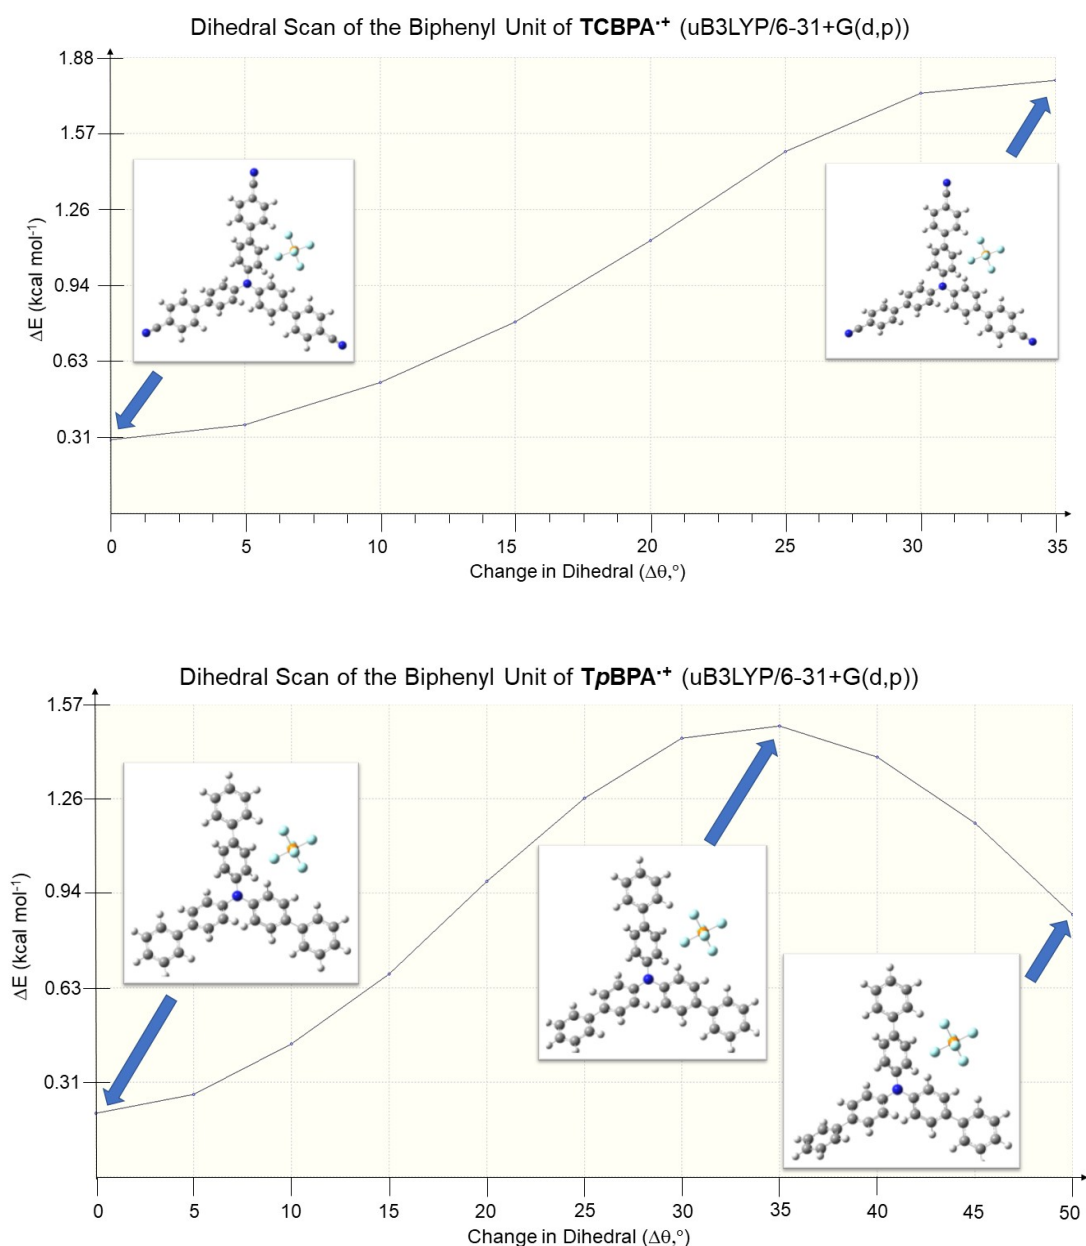 Dihedral Scan of the Biphenyl Unit of TCBPA·+ (uB3LYP/6-31+G(d,p))
1.88
1.57
1.26
0.94
0.63
0.31
ΔE (kcal mol-1)
0 5 10 15 20 25 30 35
Change in Dihedral (Δθ,°)
Dihedral Scan of the Biphenyl Unit of TpBPA·+ (uB3LYP/6-31+G(d,p))
1.57
1.26
0.94
0.63
0.31
ΔE (kcal mol-1)
0 5 10 15 20 25 30 35 40 45 50
Change in Dihedral (Δθ,°)